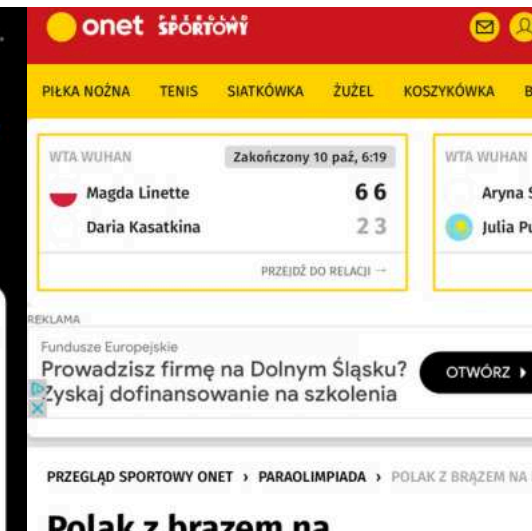 onet PRZEGLĄD
SPORTOWY
PIŁKA NOŻNA TENIS SIATKÓWKA ŻUŻEL KOSZYKÓWKA B
WTA WUHAN Zakończony 10 paź, 6:19
Magda Linette 6 6
Daria Kasatkina 2 3
PRZEJDŹ DO RELACJI →
WTA WUHAN
Aryna S
Julia Pu
REKLAMA
Fundusze Europejskie
Prowadzisz firmę na Dolnym Śląsku?
Zyskaj dofinansowanie na szkolenia
OTWÓRZ
PRZEGLĄD SPORTOWY ONET › PARAOLIMPIADA › POLAK Z BRĄZEM NA
Polak z brązem na